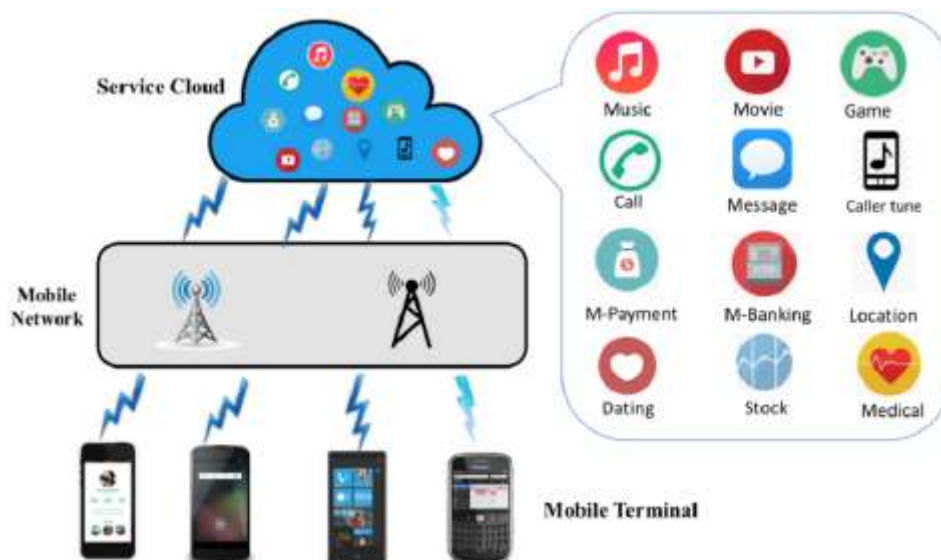 Service Cloud
Music
Movie
Game
Call
Message
Caller tune
Mobile
Network
M-Payment
M-Banking
Location
Dating
Stock
Medical
Mobile Terminal